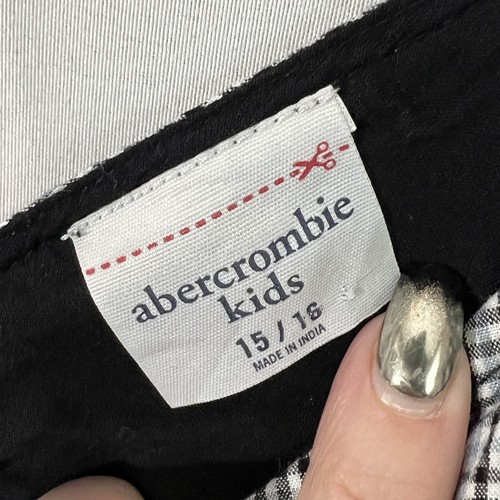 abercrombie
kids
15 / 16
MADE IN INDIA